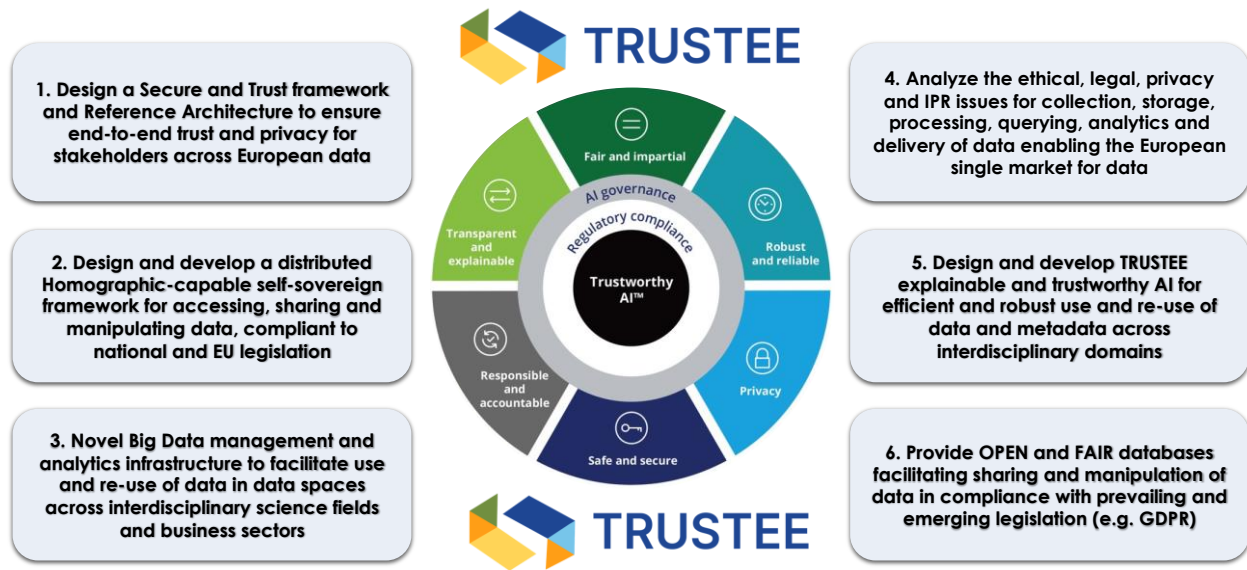 TRUSTEE
1. Design a Secure and Trust framework
and Reference Architecture to ensure
end-to-end trust and privacy for
stakeholders across European data
2. Design and develop a distributed
Homographic-capable self-sovereign
framework for accessing, sharing and
manipulating data, compliant to
national and EU legislation
3. Novel Big Data management and
analytics infrastructure to facilitate use
and re-use of data in data spaces
across interdisciplinary science fields
and business sectors
Fair and impartial
Transparent
and
explainable
AI governance
Regulatory compliance
Robust
and reliable
Trustworthy
AI™
Responsible
and
accountable
Privacy
Safe and secure
TRUSTEE
4. Analyze the ethical, legal, privacy
and IPR issues for collection, storage,
processing, querying, analytics and
delivery of data enabling the European
single market for data
5. Design and develop TRUSTEE
explainable and trustworthy AI for
efficient and robust use and re-use of
data and metadata across
interdisciplinary domains
6. Provide OPEN and FAIR databases
facilitating sharing and manipulation of
data in compliance with prevailing and
emerging legislation (e.g. GDPR)